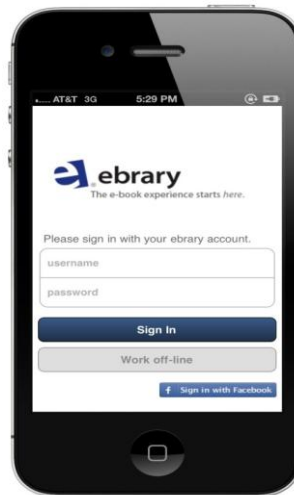 AT&T 3G 5:29 PM
e. ebrary
The e-book experience starts here.
Please sign in with your ebrary account.
username
password
Sign In
Work off-line
f Sign in with Facebook